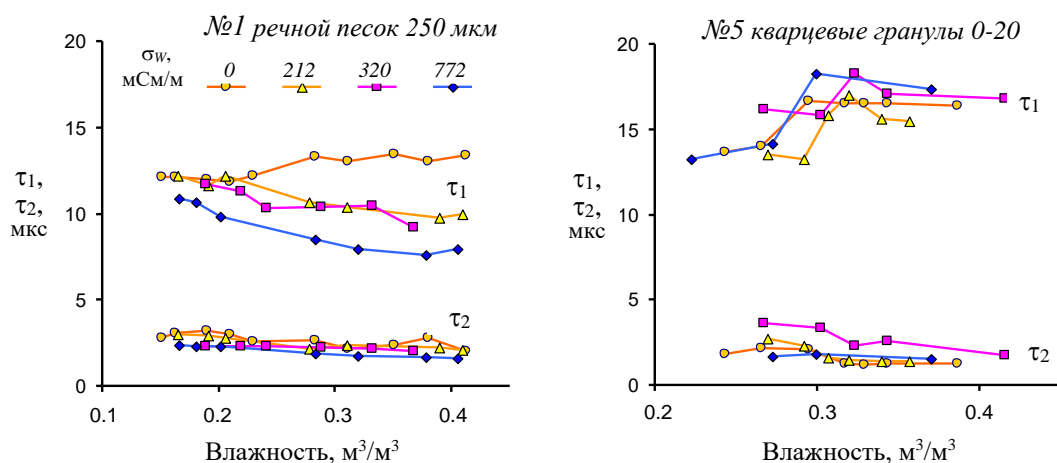 №1 речной песок 250 мкм
σW, мСм/м
0 212 320 772
20
15
10
5
0
τ1, τ2, мкс
τ1
τ2
0.1 0.2 0.3 0.4
Влажность, м³/м³
№5 кварцевые гранулы 0-20
20
15
10
5
0
τ1, τ2, мкс
τ1
τ2
0.2 0.3 0.4
Влажность, м³/м³